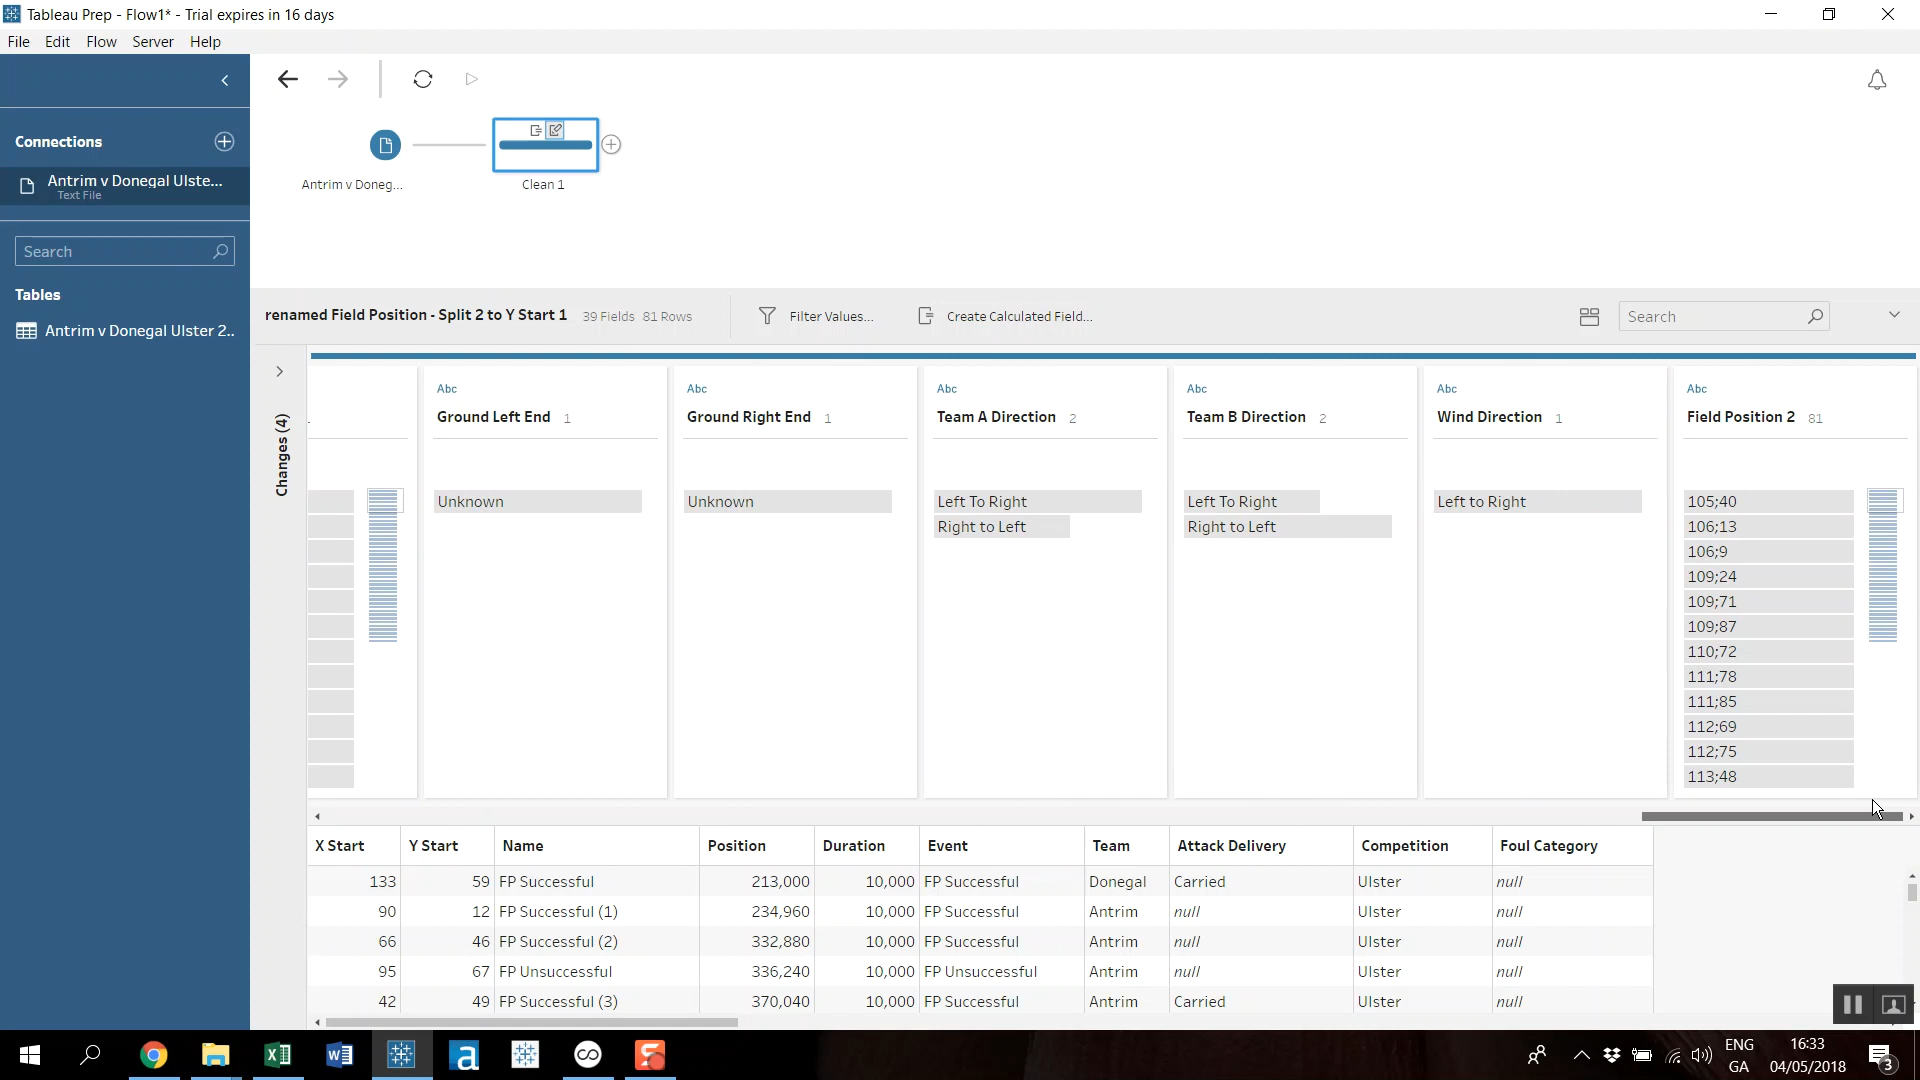 Tableau Prep - Flow1* - Trial expires in 16 days
File Edit Flow Server Help
Connections
Antrim v Donegal Ulste...
Text File
Search
Tables
Antrim v Donegal Ulster 2..
Antrim v Doneg...
Clean 1
renamed Field Position - Split 2 to Y Start 1 39 Fields 81 Rows Filter Values... Create Calculated Field... Search
Changes (4)
Abc Abc Abc Abc Abc Abc
Ground Left End 1 Ground Right End 1 Team A Direction 2 Team B Direction 2 Wind Direction 1 Field Position 2 81
Unknown Unknown Left To Right Left To Right Left to Right 105;40
Right to Left Right to Left 106;13
106;9
109;24
109;71
109;87
110;72
111;78
111;85
112;69
112;75
113;48
X Start Y Start Name Position Duration Event Team Attack Delivery Competition Foul Category
133 59 FP Successful 213,000 10,000 FP Successful Donegal Carried Ulster null
90 12 FP Successful (1) 234,960 10,000 FP Successful Antrim null Ulster null
66 46 FP Successful (2) 332,880 10,000 FP Successful Antrim null Ulster null
95 67 FP Unsuccessful 336,240 10,000 FP Unsuccessful Antrim null Ulster null
42 49 FP Successful (3) 370,040 10,000 FP Successful Antrim Carried Ulster null
ENG 16:33
GA 04/05/2018 3